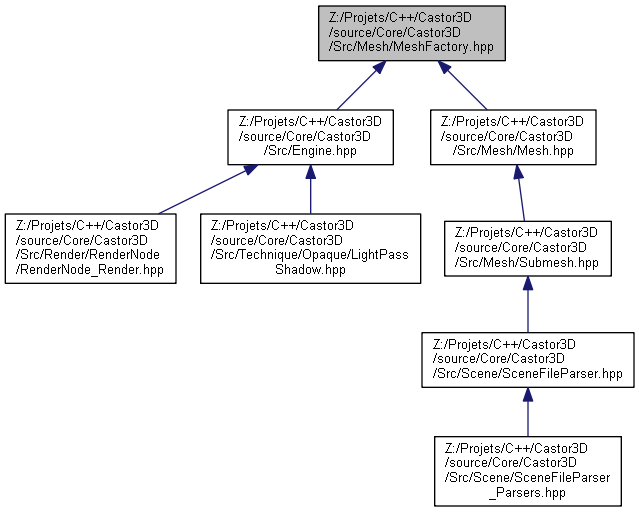 Z:/Projets/C++/Castor3D
/source/Core/Castor3D
/Src/Mesh/MeshFactory.hpp
Z:/Projets/C++/Castor3D
/source/Core/Castor3D
/Src/Engine.hpp
Z:/Projets/C++/Castor3D
/source/Core/Castor3D
/Src/Mesh/Mesh.hpp
Z:/Projets/C++/Castor3D
/source/Core/Castor3D
/Src/Render/RenderNode
/RenderNode_Render.hpp
Z:/Projets/C++/Castor3D
/source/Core/Castor3D
/Src/Technique/Opaque/LightPass
Shadow.hpp
Z:/Projets/C++/Castor3D
/source/Core/Castor3D
/Src/Mesh/Submesh.hpp
Z:/Projets/C++/Castor3D
/source/Core/Castor3D
/Src/Scene/SceneFileParser.hpp
Z:/Projets/C++/Castor3D
/source/Core/Castor3D
/Src/Scene/SceneFileParser
_Parsers.hpp